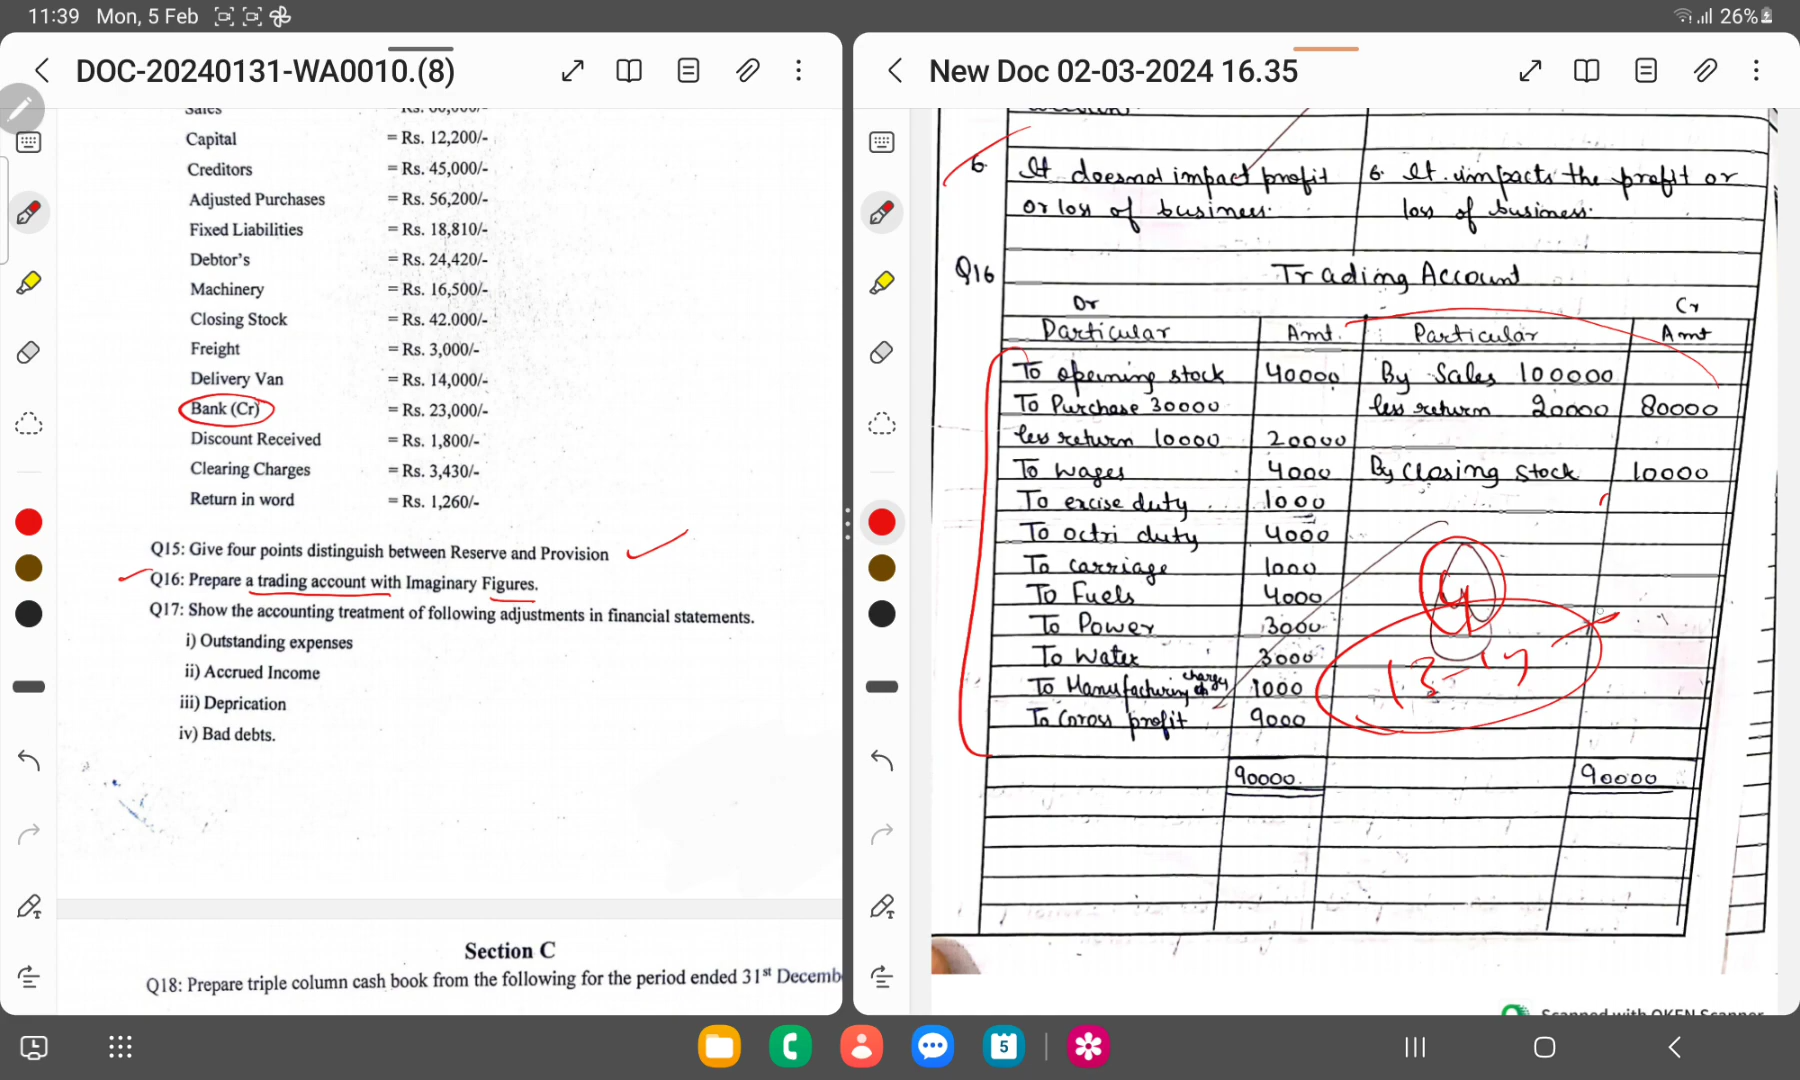 11:39 Mon, 5 Feb
26%
DOC-20240131-WA0010.(8)
Sales = Rs. 60,000/-
Capital = Rs. 12,200/-
Creditors = Rs. 45,000/-
Adjusted Purchases = Rs. 56,200/-
Fixed Liabilities = Rs. 18,810/-
Debtor's = Rs. 24,420/-
Machinery = Rs. 16,500/-
Closing Stock = Rs. 42.000/-
Freight = Rs. 3,000/-
Delivery Van = Rs. 14,000/-
Bank (Cr) = Rs. 23,000/-
Discount Received = Rs. 1,800/-
Clearing Charges = Rs. 3,430/-
Return in word = Rs. 1,260/-
Q15: Give four points distinguish between Reserve and Provision
Q16: Prepare a trading account with Imaginary Figures.
Q17: Show the accounting treatment of following adjustments in financial statements.
i) Outstanding expenses
ii) Accrued Income
iii) Deprication
iv) Bad debts.
Section C
Q18: Prepare triple column cash book from the following for the period ended 31st Decemb
New Doc 02-03-2024 16.35
6 It doesnot impact profit
or loss of business.
6. It impacts the profit or
loss of business.
Q16 Trading Account
Dr Cr
Particular Amt. Particular Amt
To opening stock 40000 By Sales 100000
To Purchase 30000 less return 20000 80000
less return 10000 20000
To wages 4000 By Closing Stock 10000
To excise duty 1000
To octri duty 4000
To carriage 1000
To Fuels 4000
To Power 3000
To Water 3000
To Manufacturing charges 1000
To Gross profit 9000
90000 90000
4
13-17
Scanned with OKEN Scanner
5